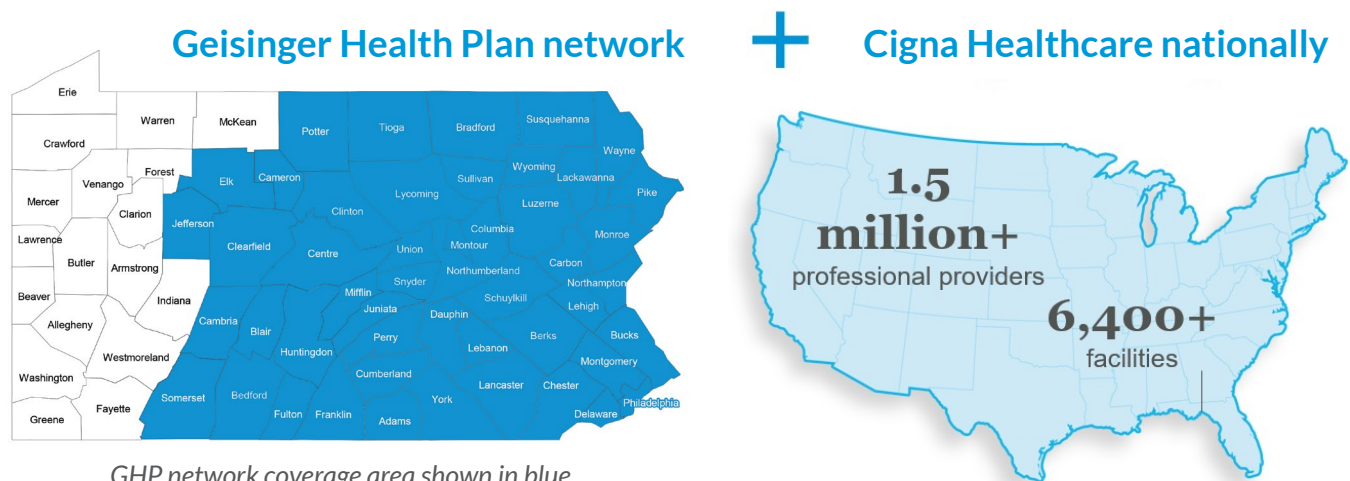 Geisinger Health Plan network
+ Cigna Healthcare nationally
Erie
Warren
McKean
Crawford
Forest
Venango
Mercer
Clarion
Lawrence
Butler
Armstrong
Beaver
Indiana
Allegheny
Westmoreland
Washington
Fayette
Greene
Potter
Tioga
Bradford
Susquehanna
Wayne
Wyoming
Lackawanna
Elk
Cameron
Sullivan
Lycoming
Pike
Luzerne
Clinton
Jefferson
Columbia
Monroe
Clearfield
Centre
Union
Montour
Carbon
Northumberland
Snyder
Northampton
Mifflin
Schuylkill
Lehigh
Juniata
Dauphin
Cambria
Blair
Perry
Berks
Bucks
Huntingdon
Lebanon
Montgomery
Cumberland
Lancaster
Chester
Somerset
Bedford
York
Philadelphia
Fulton
Franklin
Adams
Delaware
GHP network coverage area shown in blue
1.5
million+
professional providers
6,400+
facilities